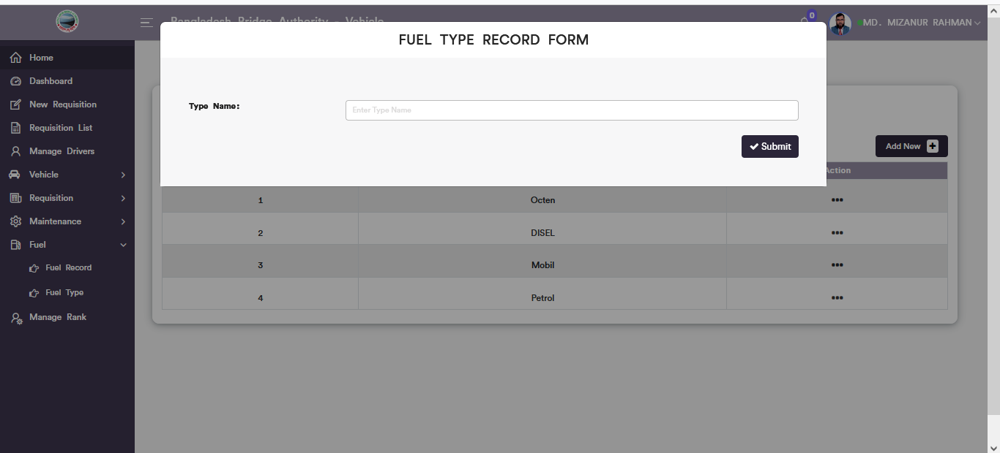 Bangladesh Bridge Authority - Vehicle
0
MD. MIZANUR RAHMAN
FUEL TYPE RECORD FORM
Type Name:
Enter Type Name
Submit
Home
Dashboard
New Requisition
Requisition List
Manage Drivers
Vehicle
Requisition
Maintenance
Fuel
Fuel Record
Fuel Type
Manage Rank
Add New
Action
1 Octen
2 DISEL
3 Mobil
4 Petrol